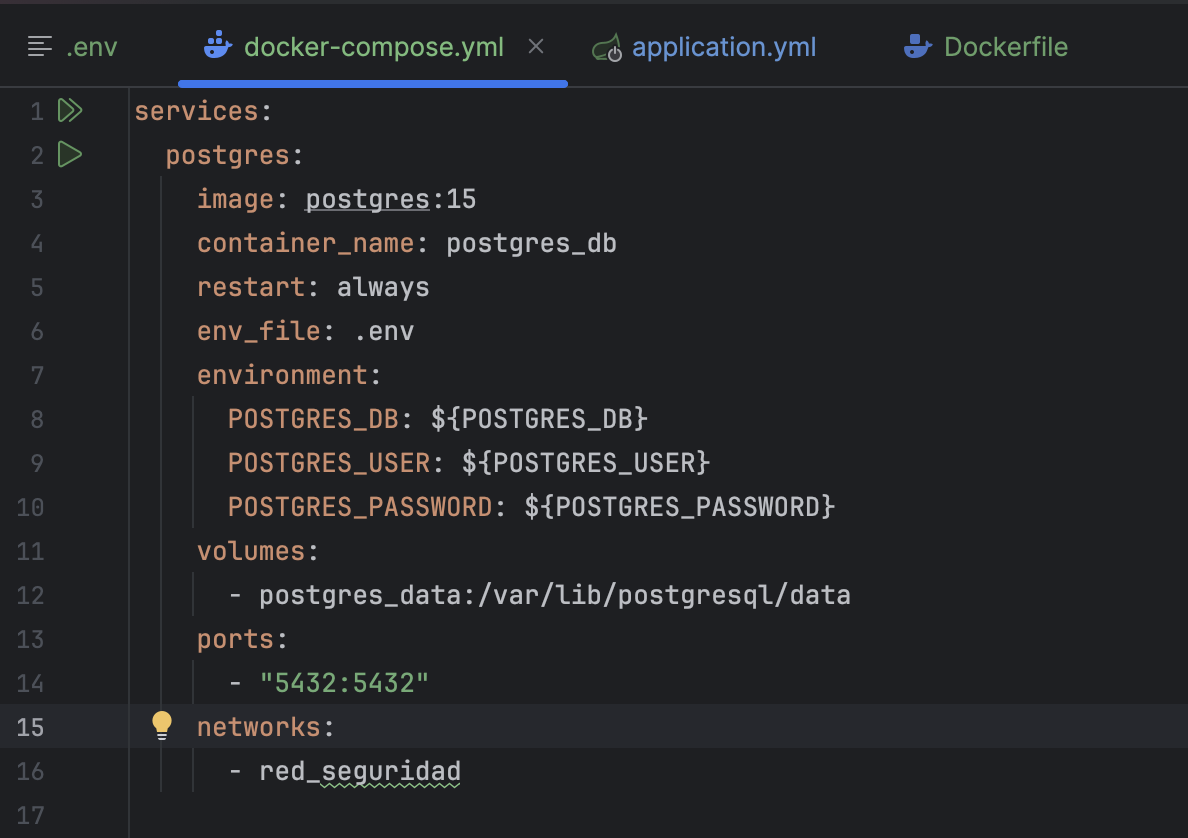 .env docker-compose.yml application.yml Dockerfile
1 services:
2 postgres:
3 image: postgres:15
4 container_name: postgres_db
5 restart: always
6 env_file: .env
7 environment:
8 POSTGRES_DB: ${POSTGRES_DB}
9 POSTGRES_USER: ${POSTGRES_USER}
10 POSTGRES_PASSWORD: ${POSTGRES_PASSWORD}
11 volumes:
12 - postgres_data:/var/lib/postgresql/data
13 ports:
14 - "5432:5432"
15 networks:
16 - red_seguridad
17